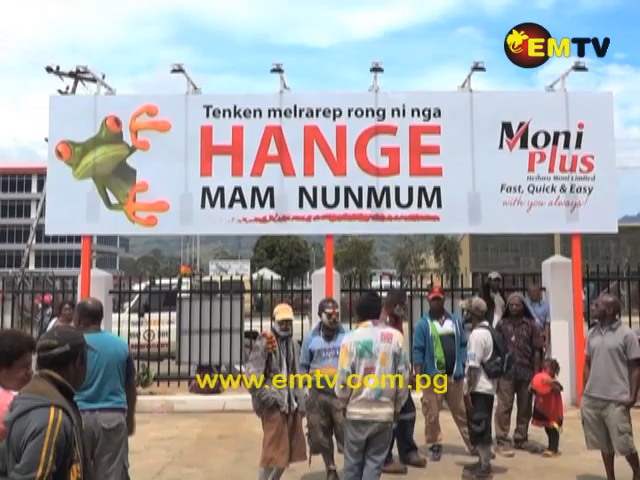 EMTV
Tenken melrarep rong ni nga
HANGE
MAM NUNMUM
Moni
Plus
Heduru Moni Limited
Fast, Quick & Easy
with you always!
www.emtv.com.pg